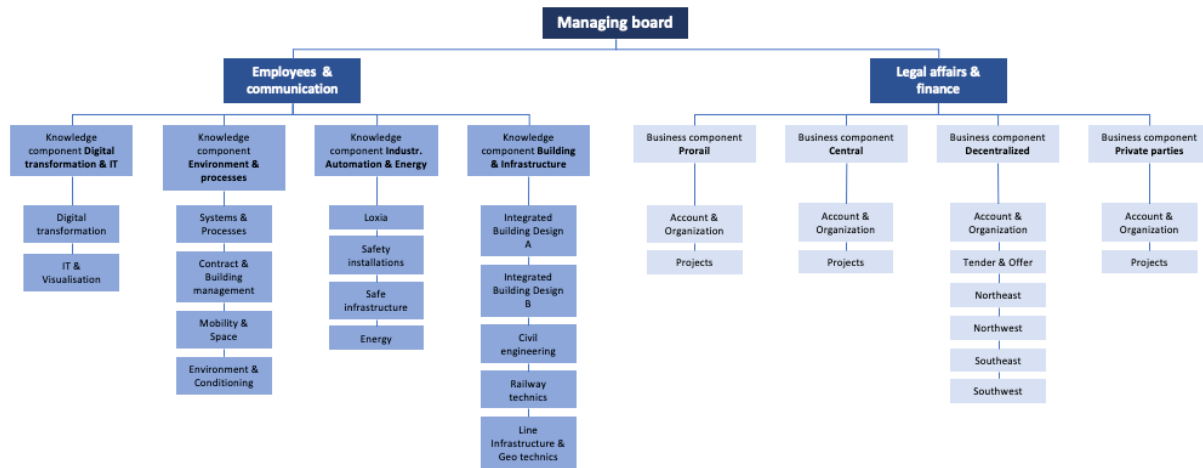 Managing board
Employees &
communication
Legal affairs &
finance
Knowledge
component Digital
transformation & IT
Knowledge
component
Environment &
processes
Knowledge
component Industr.
Automation & Energy
Knowledge
component Building
& Infrastructure
Business component
Prorail
Business component
Central
Business component
Decentralized
Business component
Private parties
Digital
transformation
IT &
Visualisation
Systems &
Processes
Contract &
Building
management
Mobility &
Space
Environment &
Conditioning
Loxia
Safety
installations
Safe
infrastructure
Energy
Integrated
Building Design
A
Integrated
Building Design
B
Civil
engineering
Railway
technics
Line
Infrastructure &
Geo technics
Account &
Organization
Projects
Account &
Organization
Projects
Account &
Organization
Tender & Offer
Northeast
Northwest
Southeast
Southwest
Account &
Organization
Projects